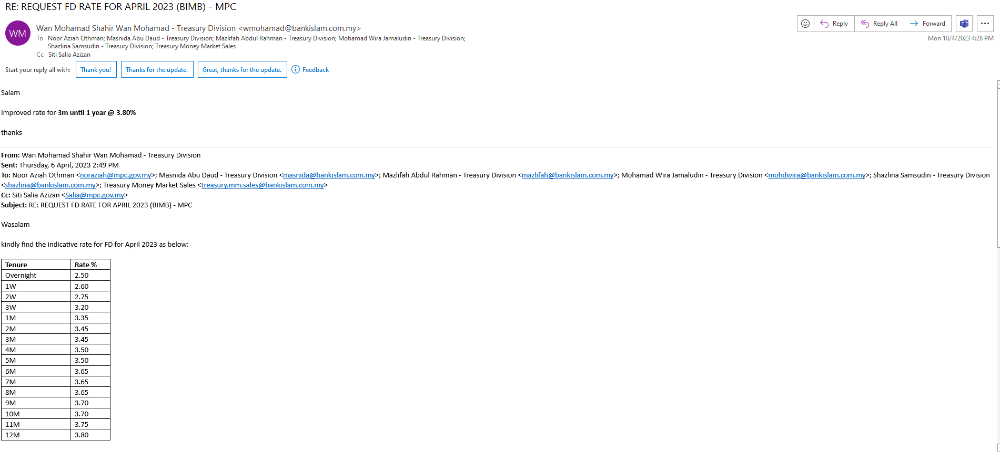 RE: REQUEST FD RATE FOR APRIL 2023 (BIMB) - MPC
WM
Wan Mohamad Shahir Wan Mohamad - Treasury Division <wmohamad@bankislam.com.my>
To Noor Aziah Othman; Masnida Abu Daud - Treasury Division; Mazlifah Abdul Rahman - Treasury Division; Mohamad Wira Jamaludin - Treasury Division;
Shazlina Samsudin - Treasury Division; Treasury Money Market Sales
Cc Siti Salia Azizan
Reply Reply All Forward
Mon 10/4/2023 4:28 PM
Start your reply all with: Thank you! Thanks for the update. Great, thanks for the update. Feedback
Salam
Improved rate for 3m until 1 year @ 3.80%
thanks
From: Wan Mohamad Shahir Wan Mohamad - Treasury Division
Sent: Thursday, 6 April, 2023 2:49 PM
To: Noor Aziah Othman <noraziah@mpc.gov.my>; Masnida Abu Daud - Treasury Division <masnida@bankislam.com.my>; Mazlifah Abdul Rahman - Treasury Division <mazlifah@bankislam.com.my>; Mohamad Wira Jamaludin - Treasury Division <mohdwira@bankislam.com.my>; Shazlina Samsudin - Treasury Division
<shazlina@bankislam.com.my>; Treasury Money Market Sales <treasury.mm.sales@bankislam.com.my>
Cc: Siti Salia Azizan <Salia@mpc.gov.my>
Subject: RE: REQUEST FD RATE FOR APRIL 2023 (BIMB) - MPC
Wasalam
kindly find the indicative rate for FD for April 2023 as below:
Tenure Rate %
Overnight 2.50
1W 2.60
2W 2.75
3W 3.20
1M 3.35
2M 3.45
3M 3.45
4M 3.50
5M 3.50
6M 3.65
7M 3.65
8M 3.65
9M 3.70
10M 3.70
11M 3.75
12M 3.80